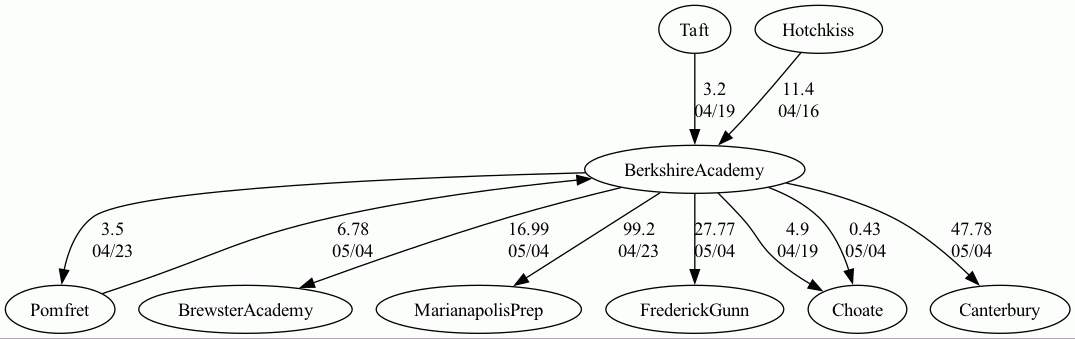 Taft
Hotchkiss
3.2
04/19
11.4
04/16
BerkshireAcademy
3.5
04/23
6.78
05/04
16.99
05/04
99.2
04/23
27.77
05/04
4.9
04/19
0.43
05/04
47.78
05/04
Pomfret
BrewsterAcademy
MarianapolisPrep
FrederickGunn
Choate
Canterbury